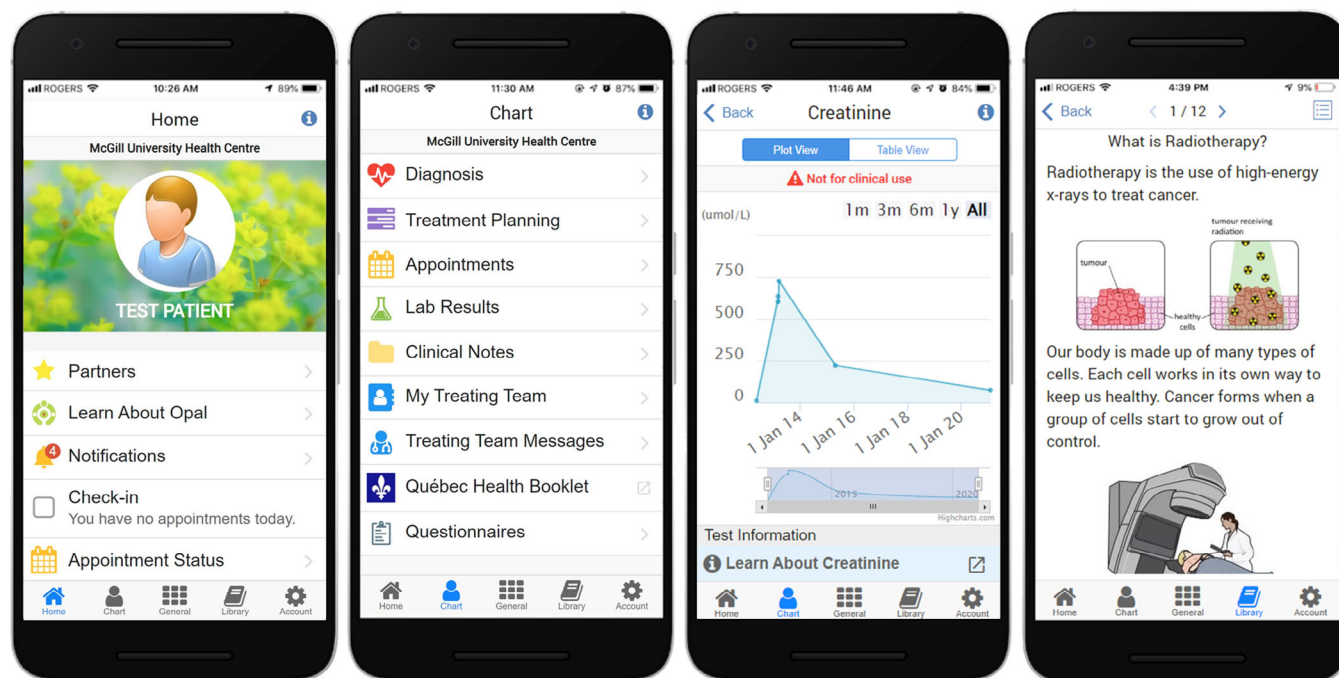 ROGERS 10:26 AM 89%
Home
McGill University Health Centre
TEST PATIENT
Partners
Learn About Opal
4
Notifications
Check-in
You have no appointments today.
Appointment Status
Home Chart General Library Account
ROGERS 11:30 AM 87%
Chart
McGill University Health Centre
Diagnosis
Treatment Planning
Appointments
Lab Results
Clinical Notes
My Treating Team
Treating Team Messages
Québec Health Booklet
Questionnaires
Home Chart General Library Account
ROGERS 11:46 AM 84%
Back Creatinine
Plot View Table View
Not for clinical use
(umol/L) 1m 3m 6m 1y All
750
500
250
0
1 Jan 14 1 Jan 16 1 Jan 18 1 Jan 20
2015 2020
Highcharts.com
Test Information
Learn About Creatinine
Home Chart General Library Account
ROGERS 4:39 PM 9%
Back 1 / 12
What is Radiotherapy?
Radiotherapy is the use of high-energy
x-rays to treat cancer.
tumour receiving
radiation
tumour
healthy
cells
Our body is made up of many types of
cells. Each cell works in its own way to
keep us healthy. Cancer forms when a
group of cells start to grow out of
control.
Home Chart General Library Account